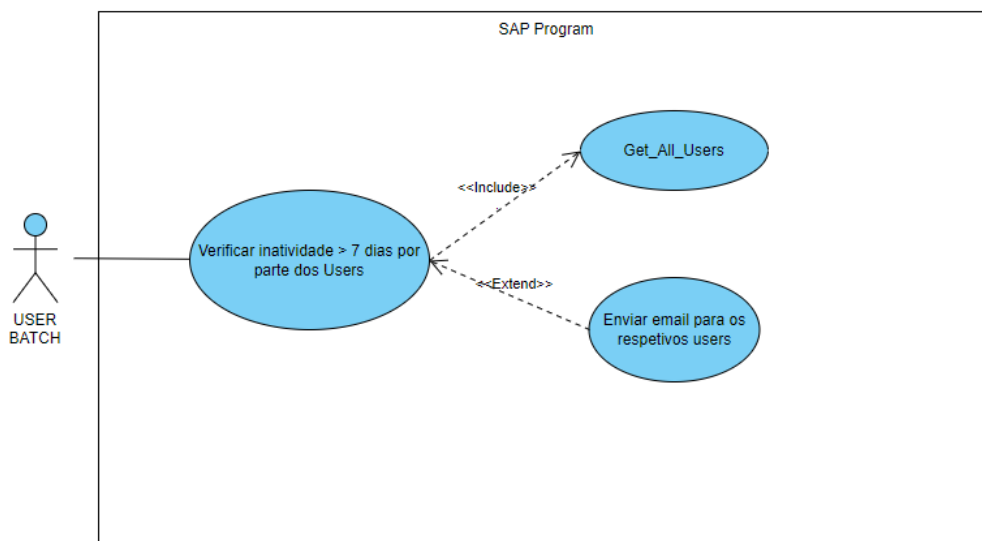 SAP Program
Get_All_Users
<<Include>>
Verificar inatividade > 7 dias por
parte dos Users
<<Extend>>
Enviar email para os
respetivos users
USER
BATCH